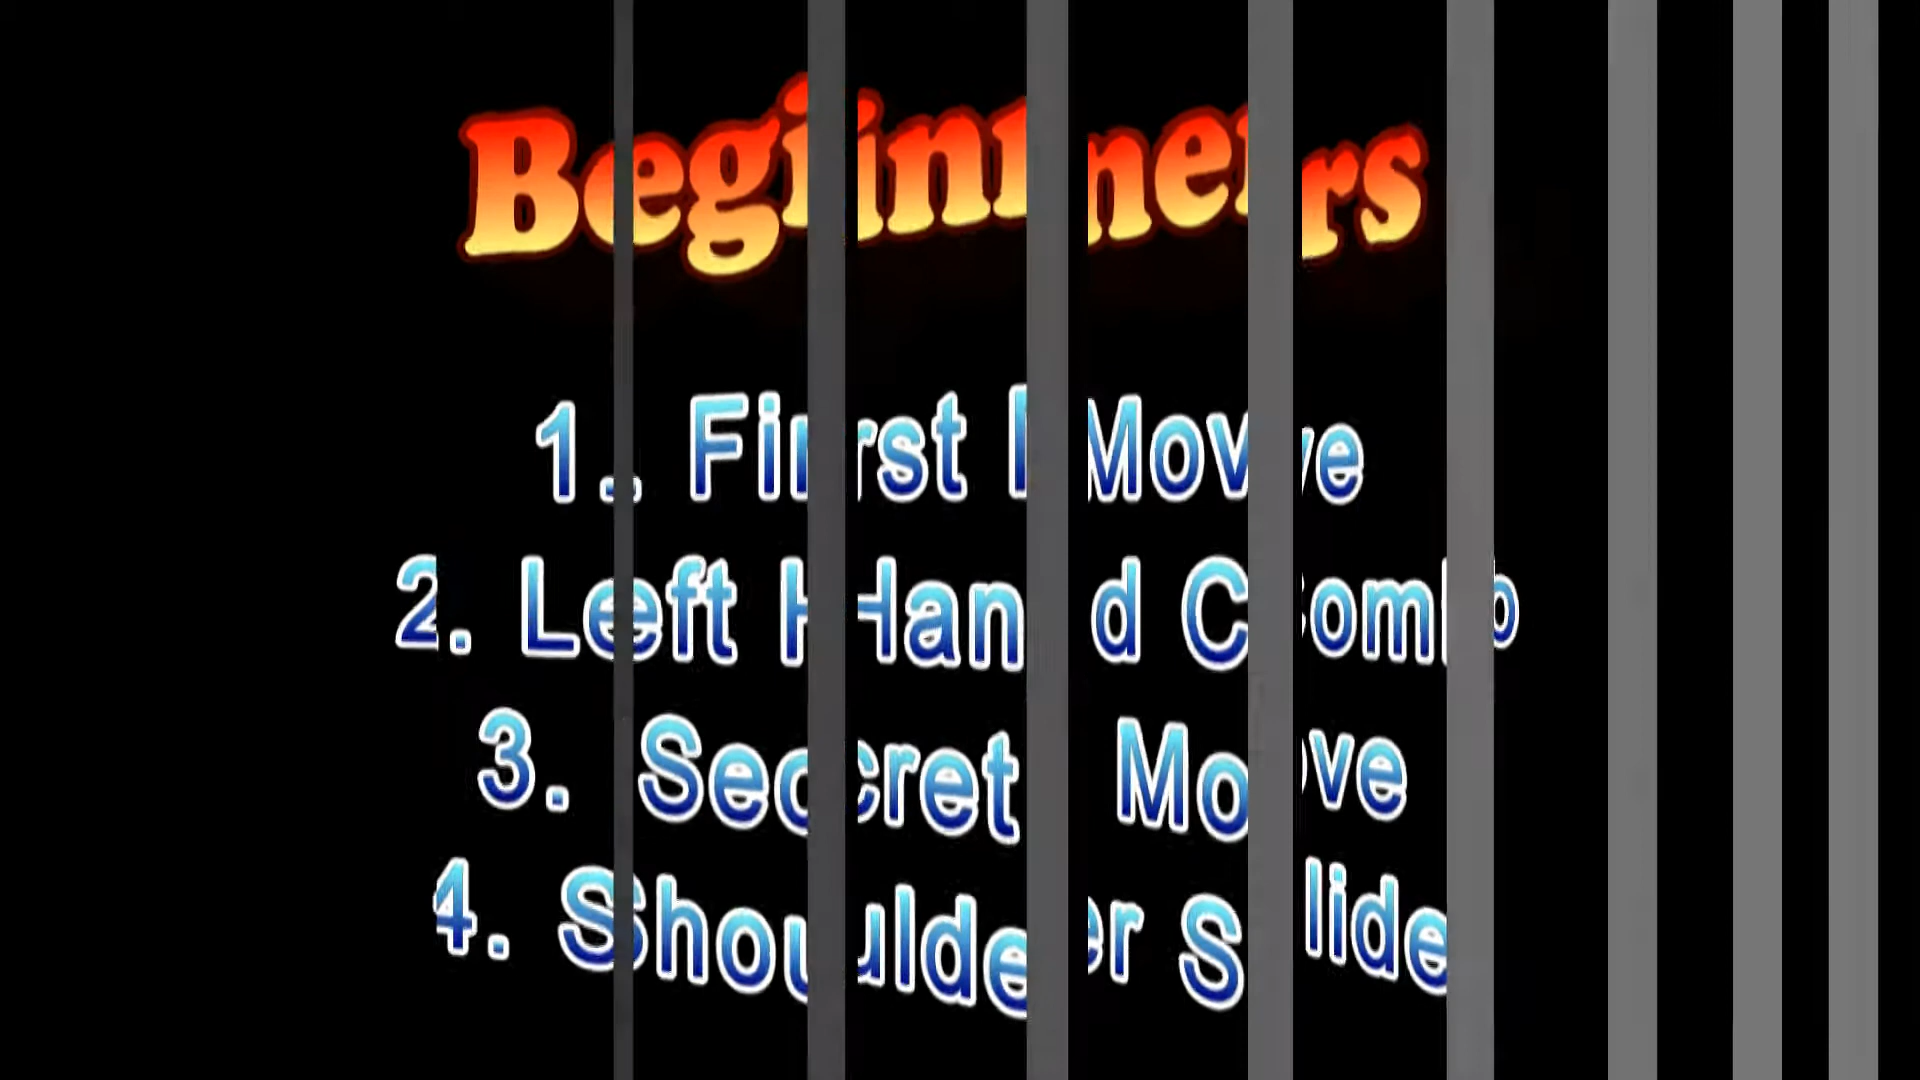 Beginners
1. First Move
2. Left Hand Combo
3. Secret Move
4. Shoulder Slide